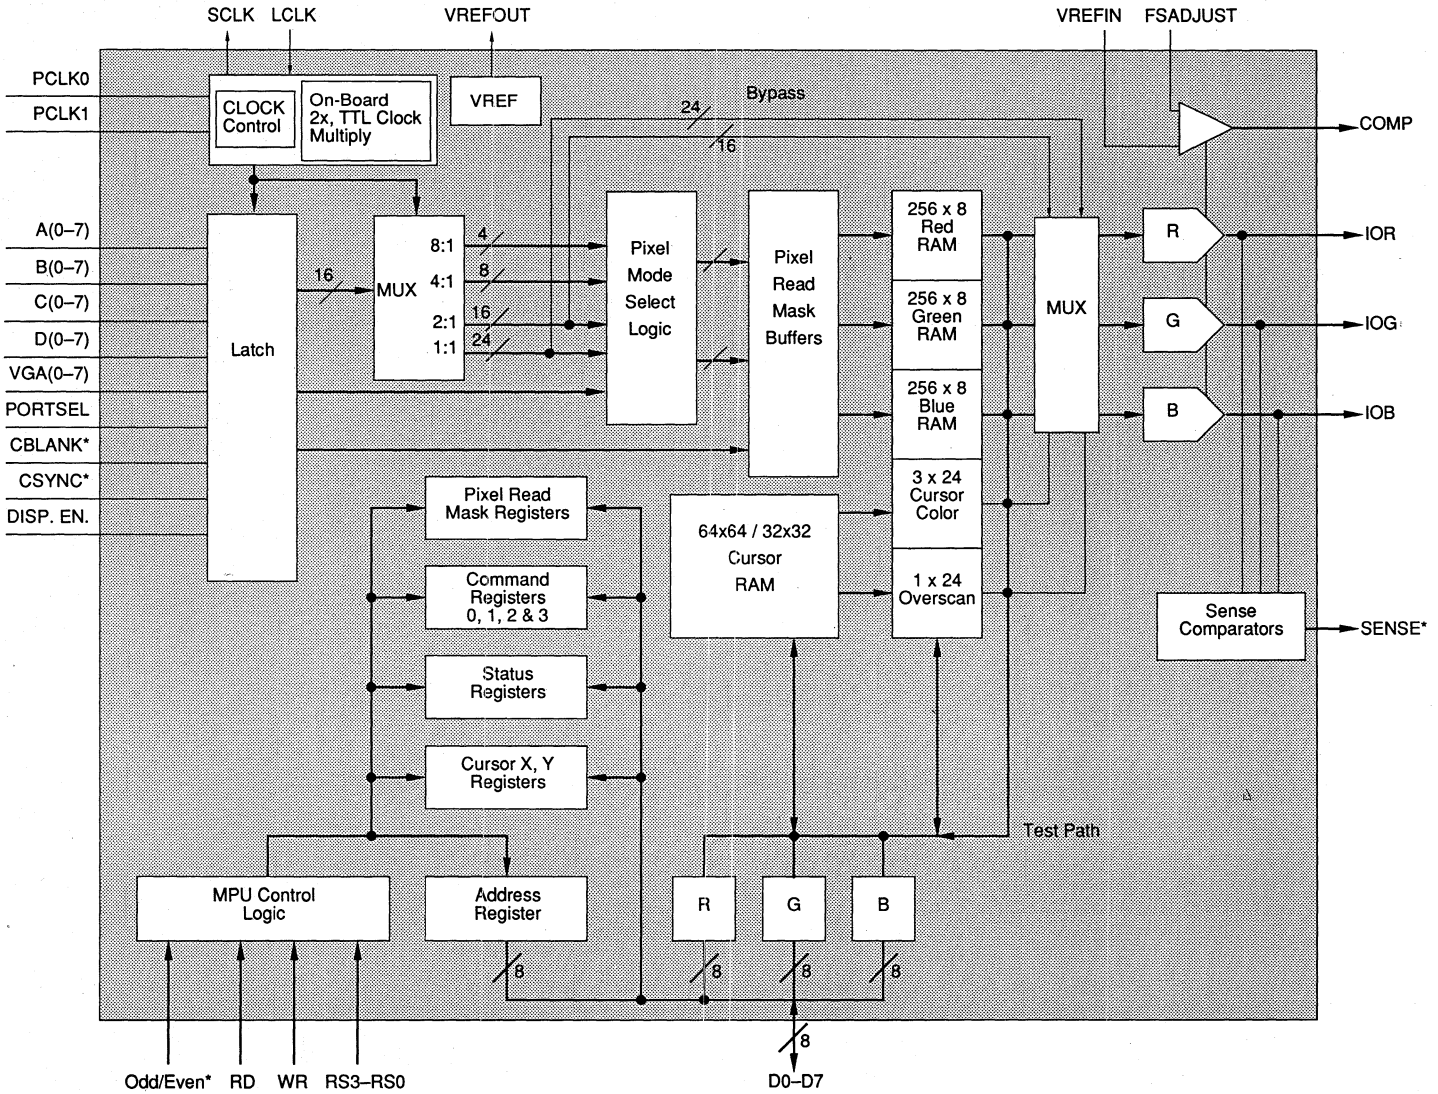 SCLK LCLK VREFOUT VREFIN FSADJUST
PCLK0
PCLK1
CLOCK
Control
On-Board
2x, TTL Clock
Multiply
VREF
24
Bypass
16
COMP
A(0–7)
B(0–7)
C(0–7)
D(0–7)
VGA(0–7)
PORTSEL
CBLANK*
CSYNC*
DISP. EN.
Latch
16
MUX
8:1
4:1
2:1
1:1
4
8
16
24
Pixel
Mode
Select
Logic
Pixel
Read
Mask
Buffers
256 x 8
Red
RAM
256 x 8
Green
RAM
256 x 8
Blue
RAM
3 x 24
Cursor
Color
1 x 24
Overscan
MUX
R
G
B
IOR
IOG
IOB
64x64 / 32x32
Cursor
RAM
Sense
Comparators
SENSE*
Pixel Read
Mask Registers
Command
Registers
0, 1, 2 & 3
Status
Registers
Cursor X, Y
Registers
Test Path
MPU Control
Logic
Address
Register
R
G
B
8
8
8
8
8
Odd/Even* RD WR RS3–RS0
D0–D7